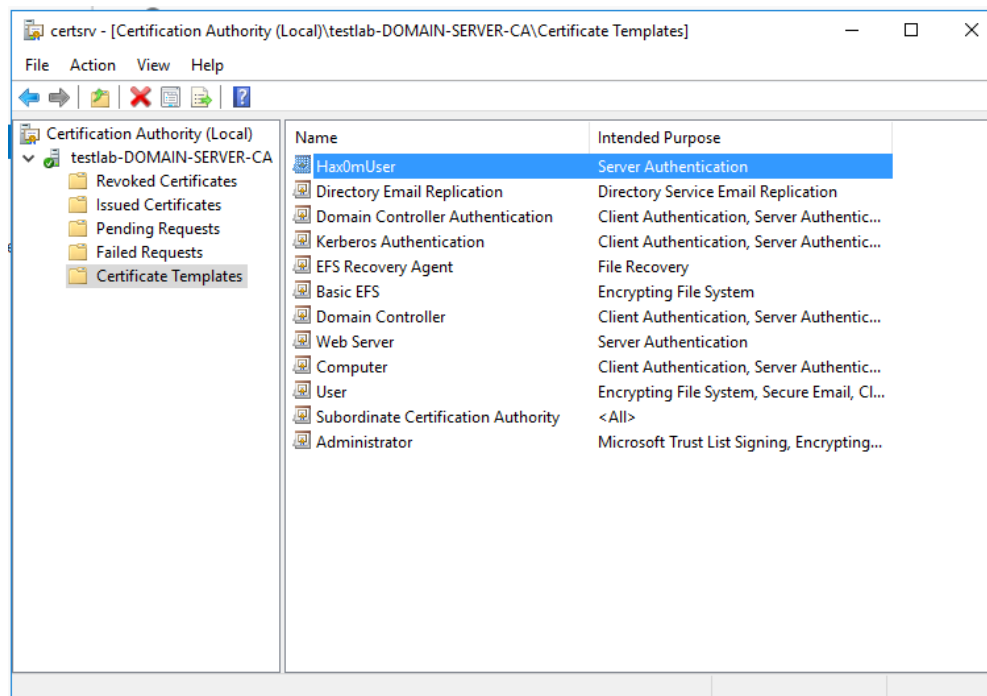 certsrv - [Certification Authority (Local)\testlab-DOMAIN-SERVER-CA\Certificate Templates]
File Action View Help
Certification Authority (Local)
testlab-DOMAIN-SERVER-CA
Revoked Certificates
Issued Certificates
Pending Requests
Failed Requests
Certificate Templates
Name Intended Purpose
Hax0mUser Server Authentication
Directory Email Replication Directory Service Email Replication
Domain Controller Authentication Client Authentication, Server Authentic...
Kerberos Authentication Client Authentication, Server Authentic...
EFS Recovery Agent File Recovery
Basic EFS Encrypting File System
Domain Controller Client Authentication, Server Authentic...
Web Server Server Authentication
Computer Client Authentication, Server Authentic...
User Encrypting File System, Secure Email, Cl...
Subordinate Certification Authority <All>
Administrator Microsoft Trust List Signing, Encrypting...